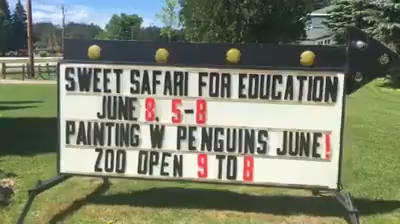 SWEET SAFARI FOR EDUCATION
JUNE 8, 5-8
PAINTING W PENGUINS JUNE!
ZOO OPEN 9 TO 8